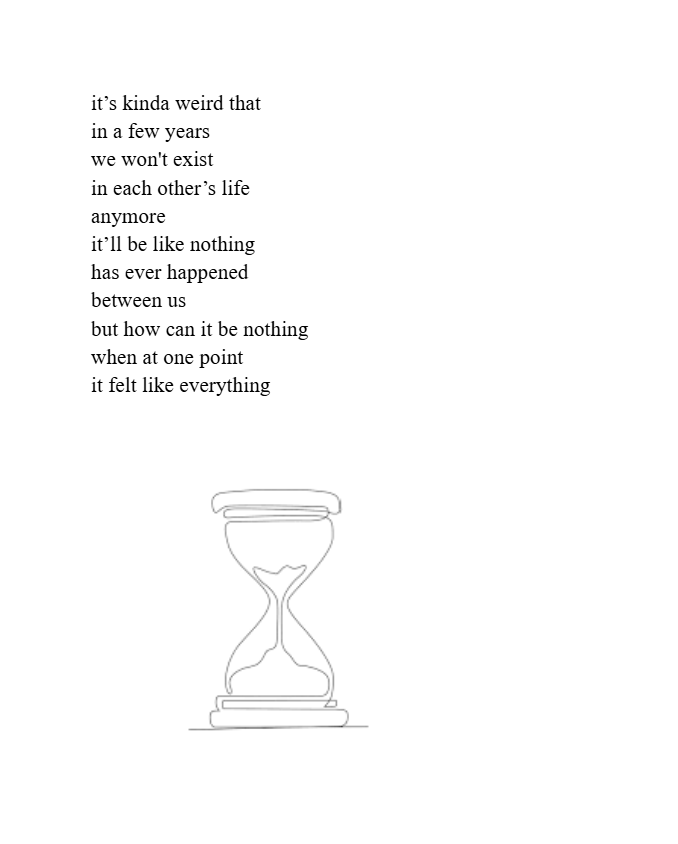 it’s kinda weird that
in a few years
we won't exist
in each other’s life
anymore
it’ll be like nothing
has ever happened
between us
but how can it be nothing
when at one point
it felt like everything